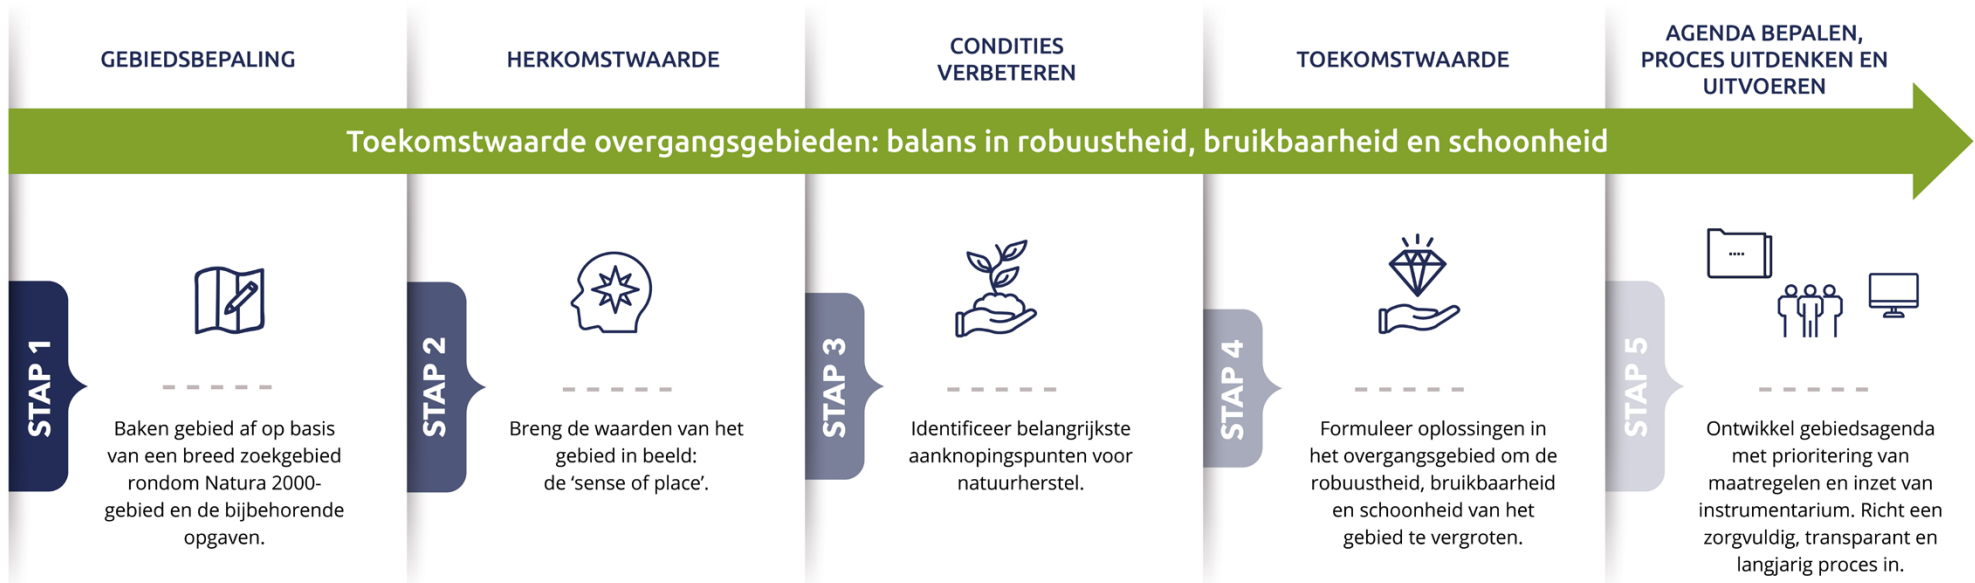 GEBIEDSBEPALING
HERKOMSTWAARDE
CONDITIES
VERBETEREN
TOEKOMSTWAARDE
AGENDA BEPALEN,
PROCES UITDENKEN EN
UITVOEREN
Toekomstwaarde overgangsgebieden: balans in robuustheid, bruikbaarheid en schoonheid
STAP 1
Baken gebied af op basis
van een breed zoekgebied
rondom Natura 2000-
gebied en de bijbehorende
opgaven.
STAP 2
Breng de waarden van het
gebied in beeld:
de ‘sense of place’.
STAP 3
Identificeer belangrijkste
aanknopingspunten voor
natuurherstel.
STAP 4
Formuleer oplossingen in
het overgangsgebied om de
robuustheid, bruikbaarheid
en schoonheid van het
gebied te vergroten.
STAP 5
Ontwikkel gebiedsagenda
met prioritering van
maatregelen en inzet van
instrumentarium. Richt een
zorgvuldig, transparant en
langjarig proces in.